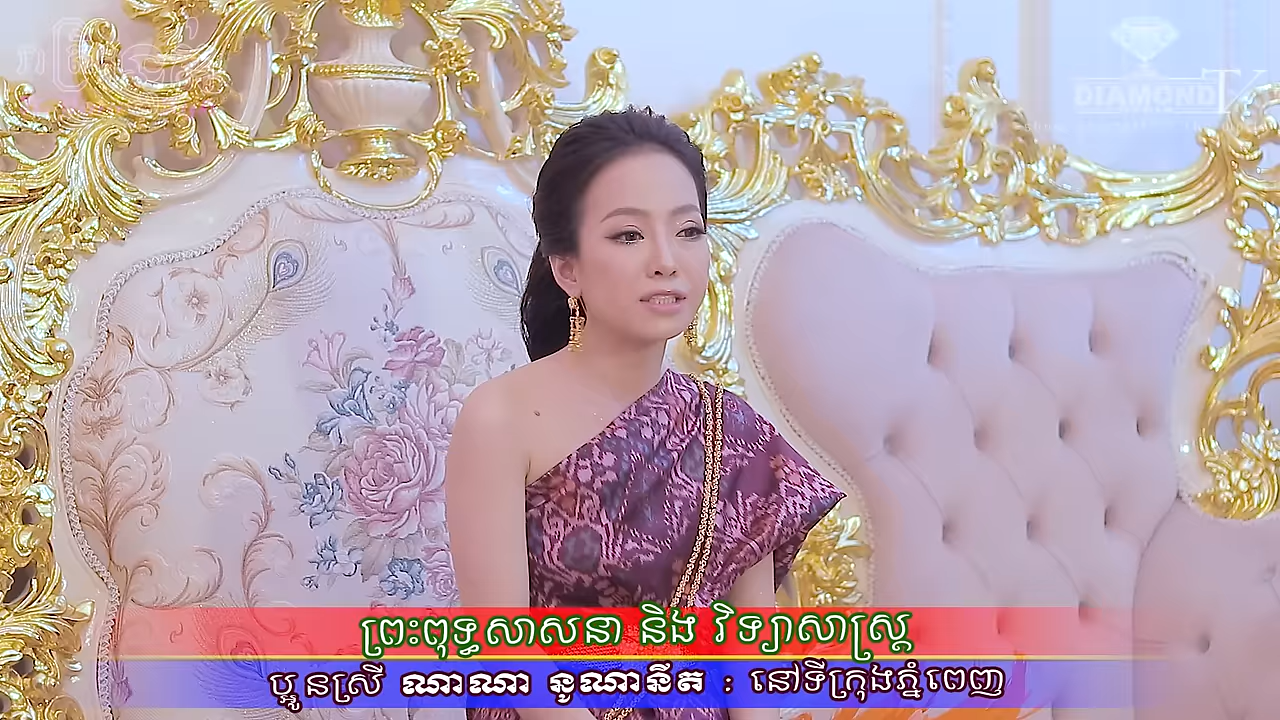 DIAMOND TV
ព្រះពុទ្ធសាសនា និង វិទ្យាសាស្ត្រ
ប្អូនស្រី ណាណា នូណានីត : នៅទីក្រុងភ្នំពេញ